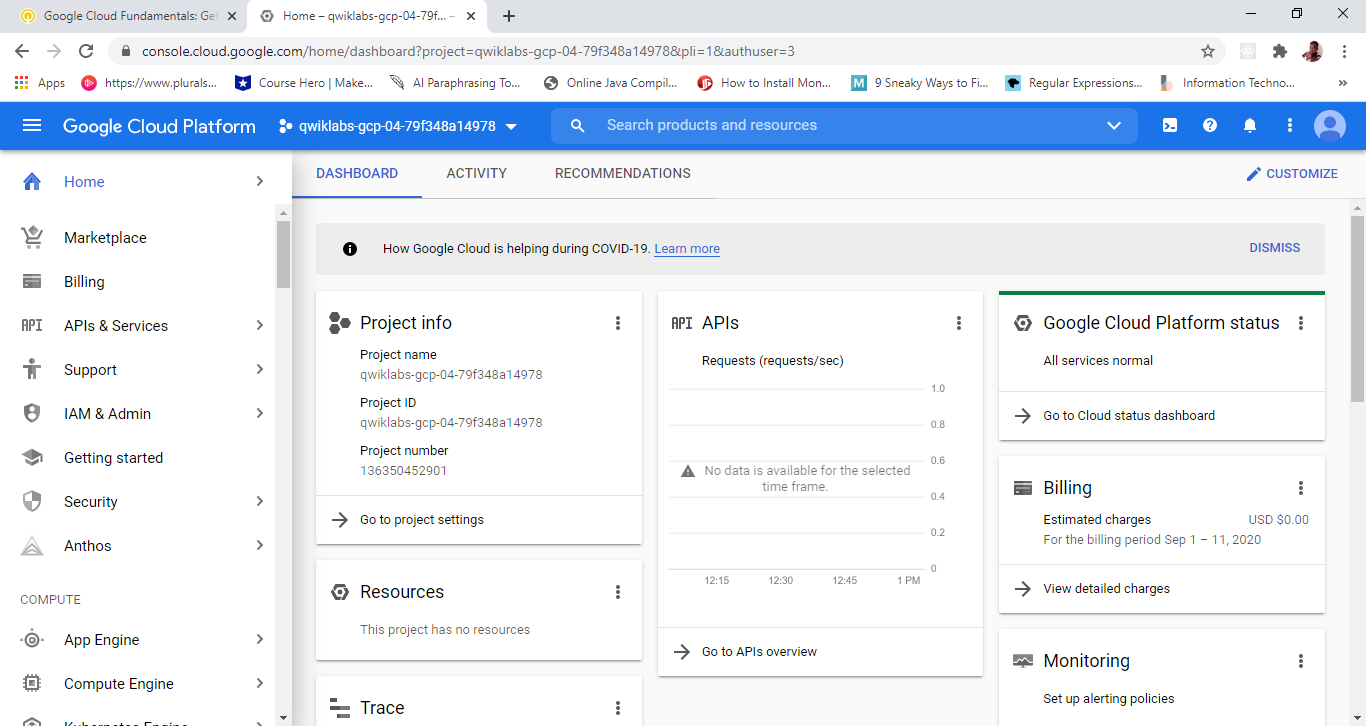 Google Cloud Fundamentals: Get
Home – qwiklabs-gcp-04-79f... –
console.cloud.google.com/home/dashboard?project=qwiklabs-gcp-04-79f348a14978&pli=1&authuser=3
Apps
https://www.plurals...
Course Hero | Make...
AI Paraphrasing To...
Online Java Compil...
How to Install Mon...
M
9 Sneaky Ways to Fi...
Regular Expressions...
Information Techno...
»
Google Cloud Platform
qwiklabs-gcp-04-79f348a14978
Search products and resources
Home
Marketplace
Billing
API
APIs & Services
Support
IAM & Admin
Getting started
Security
Anthos
COMPUTE
App Engine
Compute Engine
Kubernetes Engine
DASHBOARD
ACTIVITY
RECOMMENDATIONS
CUSTOMIZE
How Google Cloud is helping during COVID-19. Learn more
DISMISS
Project info
Project name
qwiklabs-gcp-04-79f348a14978
Project ID
qwiklabs-gcp-04-79f348a14978
Project number
136350452901
Go to project settings
Resources
This project has no resources
Trace
API
APIs
Requests (requests/sec)
1.0
0.8
0.6
No data is available for the selected
time frame.
0.4
0.2
0
12:15
12:30
12:45
1 PM
Go to APIs overview
Google Cloud Platform status
All services normal
Go to Cloud status dashboard
Billing
Estimated charges
USD $0.00
For the billing period Sep 1 – 11, 2020
View detailed charges
Monitoring
Set up alerting policies